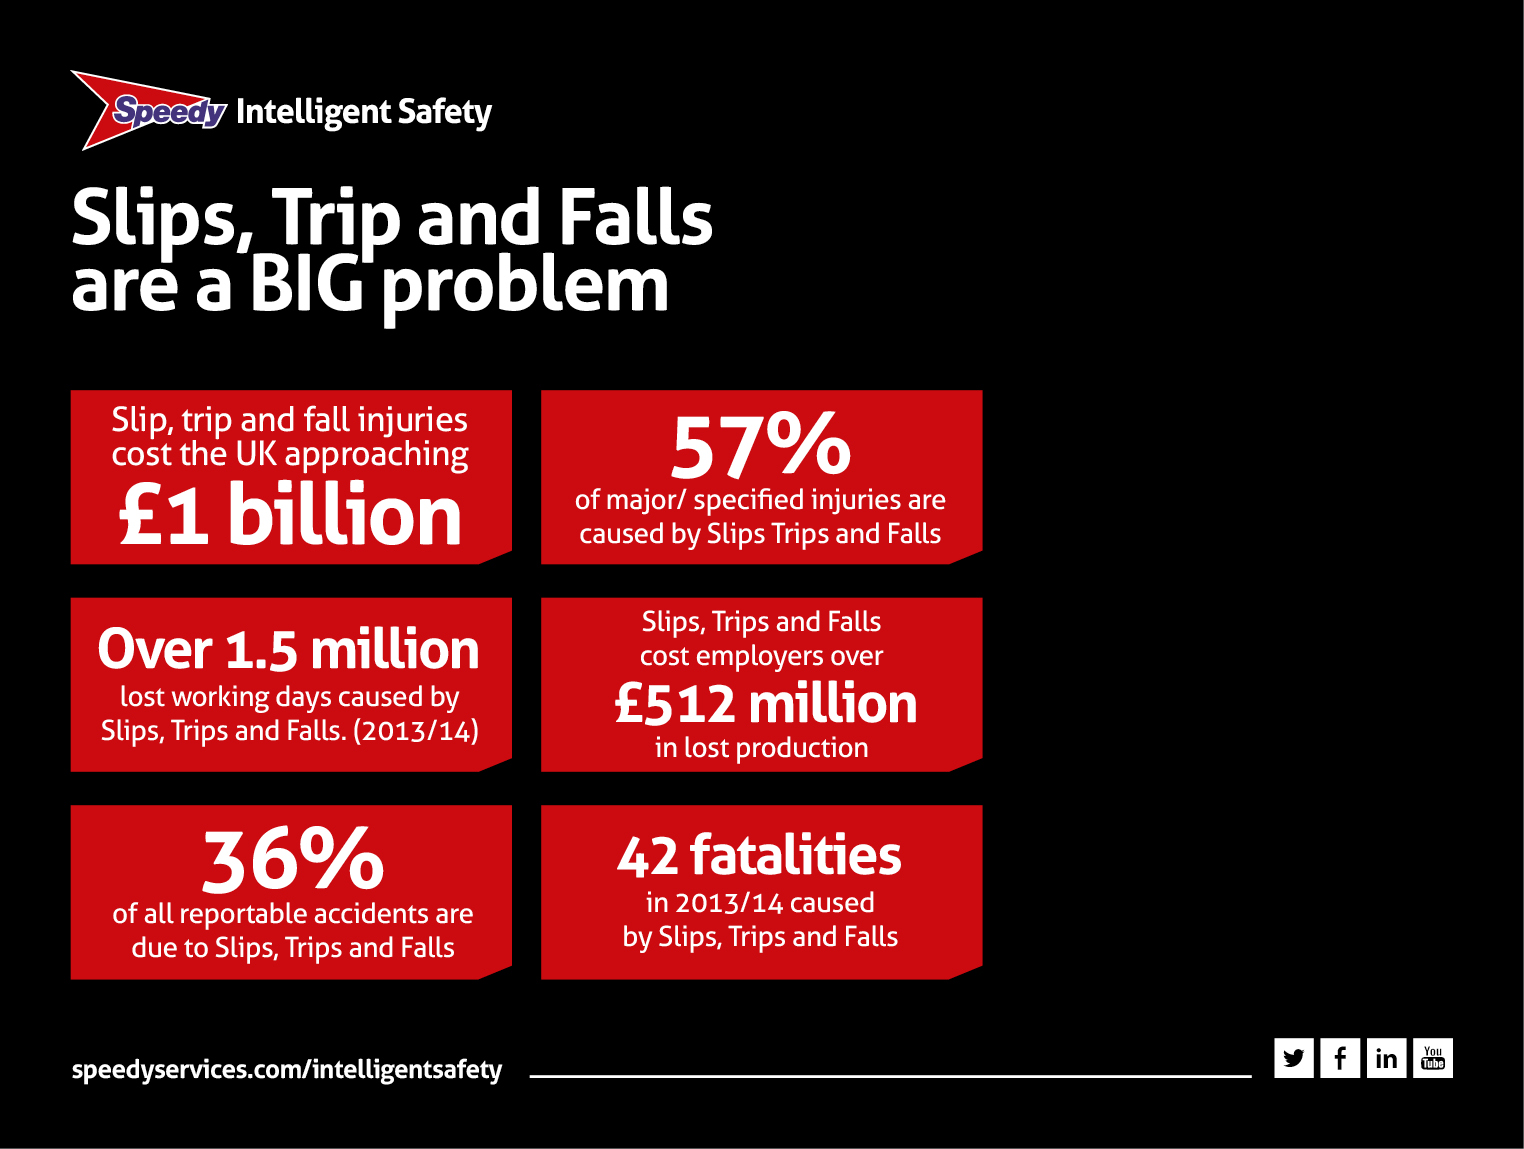 Speedy Intelligent Safety
Slips, Trip and Falls
are a BIG problem
Slip, trip and fall injuries
cost the UK approaching
£1 billion
57%
of major/ specified injuries are
caused by Slips Trips and Falls
Over 1.5 million
lost working days caused by
Slips, Trips and Falls. (2013/14)
Slips, Trips and Falls
cost employers over
£512 million
in lost production
36%
of all reportable accidents are
due to Slips, Trips and Falls
42 fatalities
in 2013/14 caused
by Slips, Trips and Falls
speedyservices.com/intelligentsafety
f
in
You
Tube